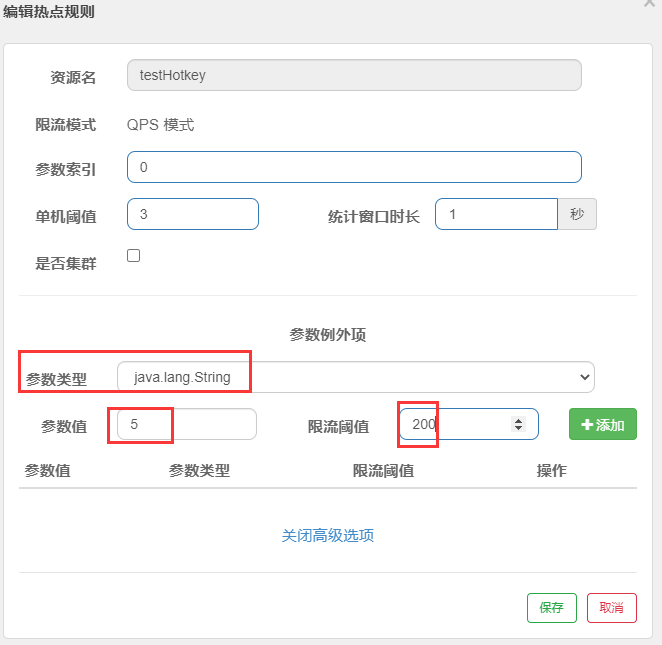 编辑热点规则
资源名 testHotkey
限流模式 QPS 模式
参数索引 0
单机阈值 3 统计窗口时长 1 秒
是否集群
参数例外项
参数类型 java.lang.String
参数值 5 限流阈值 200 +添加
参数值 参数类型 限流阈值 操作
关闭高级选项
保存 取消